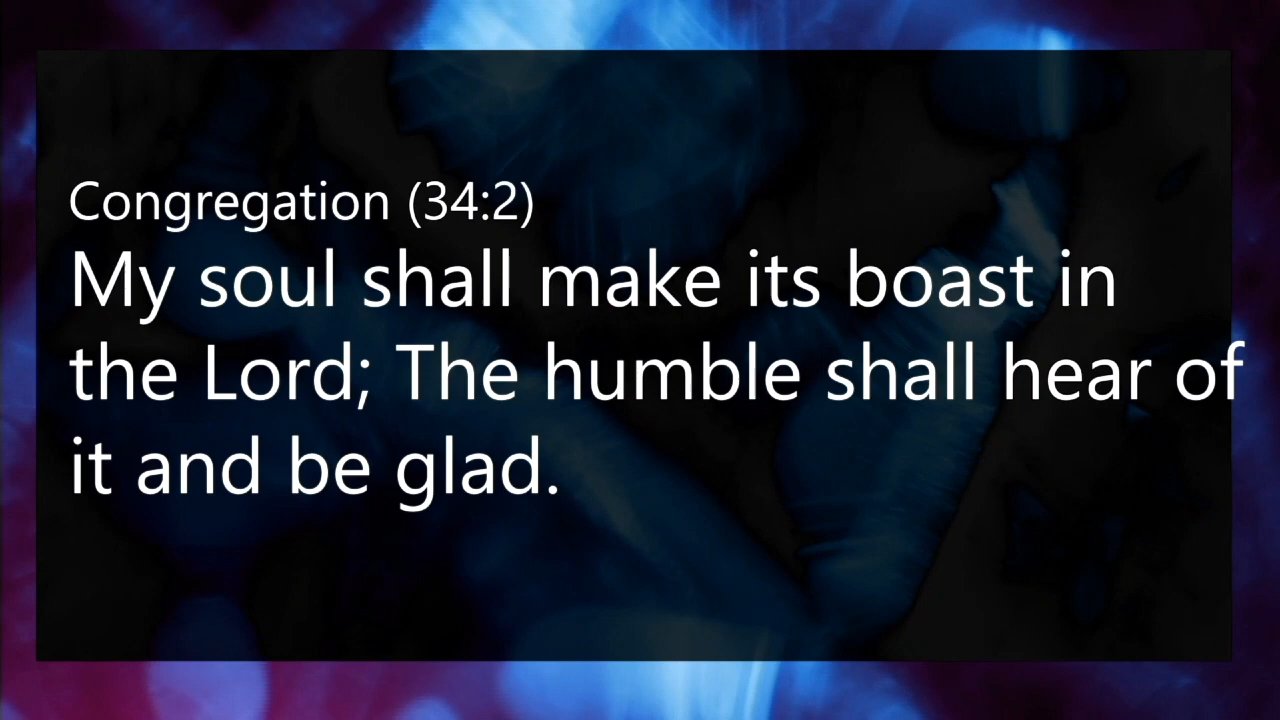 Congregation (34:2)
My soul shall make its boast in
the Lord; The humble shall hear of
it and be glad.